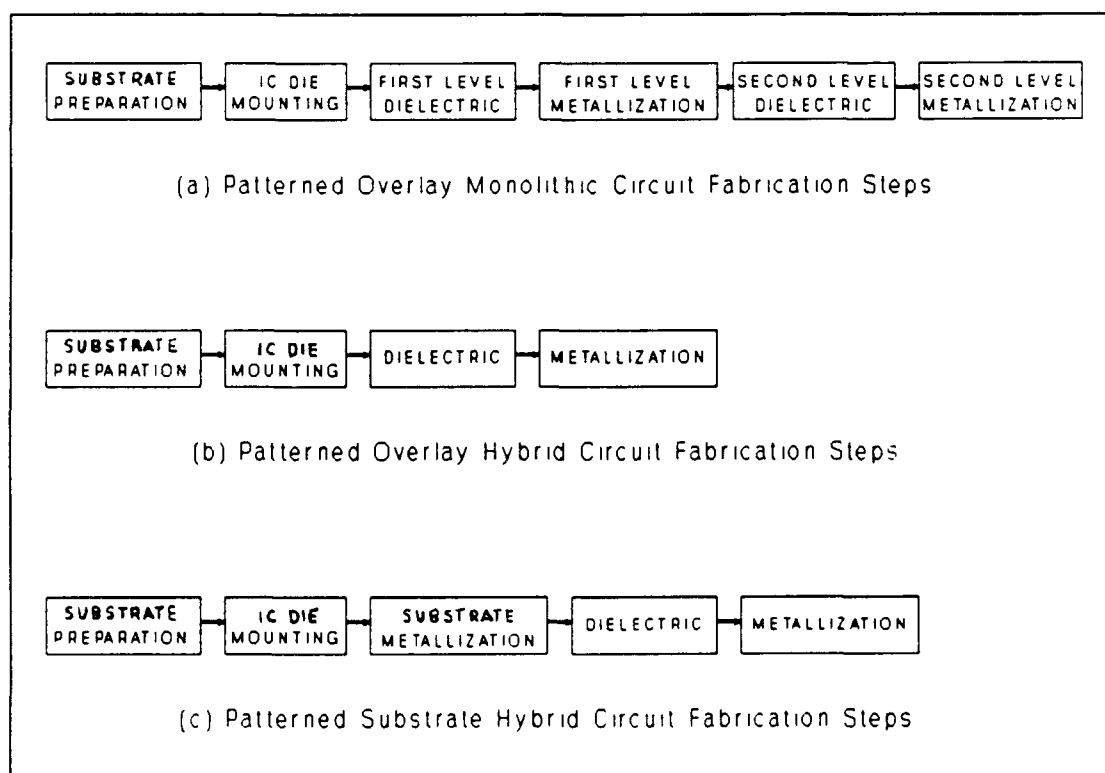 SUBSTRATE PREPARATION
IC DIE MOUNTING
FIRST LEVEL DIELECTRIC
FIRST LEVEL METALLIZATION
SECOND LEVEL DIELECTRIC
SECOND LEVEL METALLIZATION
(a) Patterned Overlay Monolithic Circuit Fabrication Steps
SUBSTRATE PREPARATION
IC DIE MOUNTING
DIELECTRIC
METALLIZATION
(b) Patterned Overlay Hybrid Circuit Fabrication Steps
SUBSTRATE PREPARATION
IC DIE MOUNTING
SUBSTRATE METALLIZATION
DIELECTRIC
METALLIZATION
(c) Patterned Substrate Hybrid Circuit Fabrication Steps